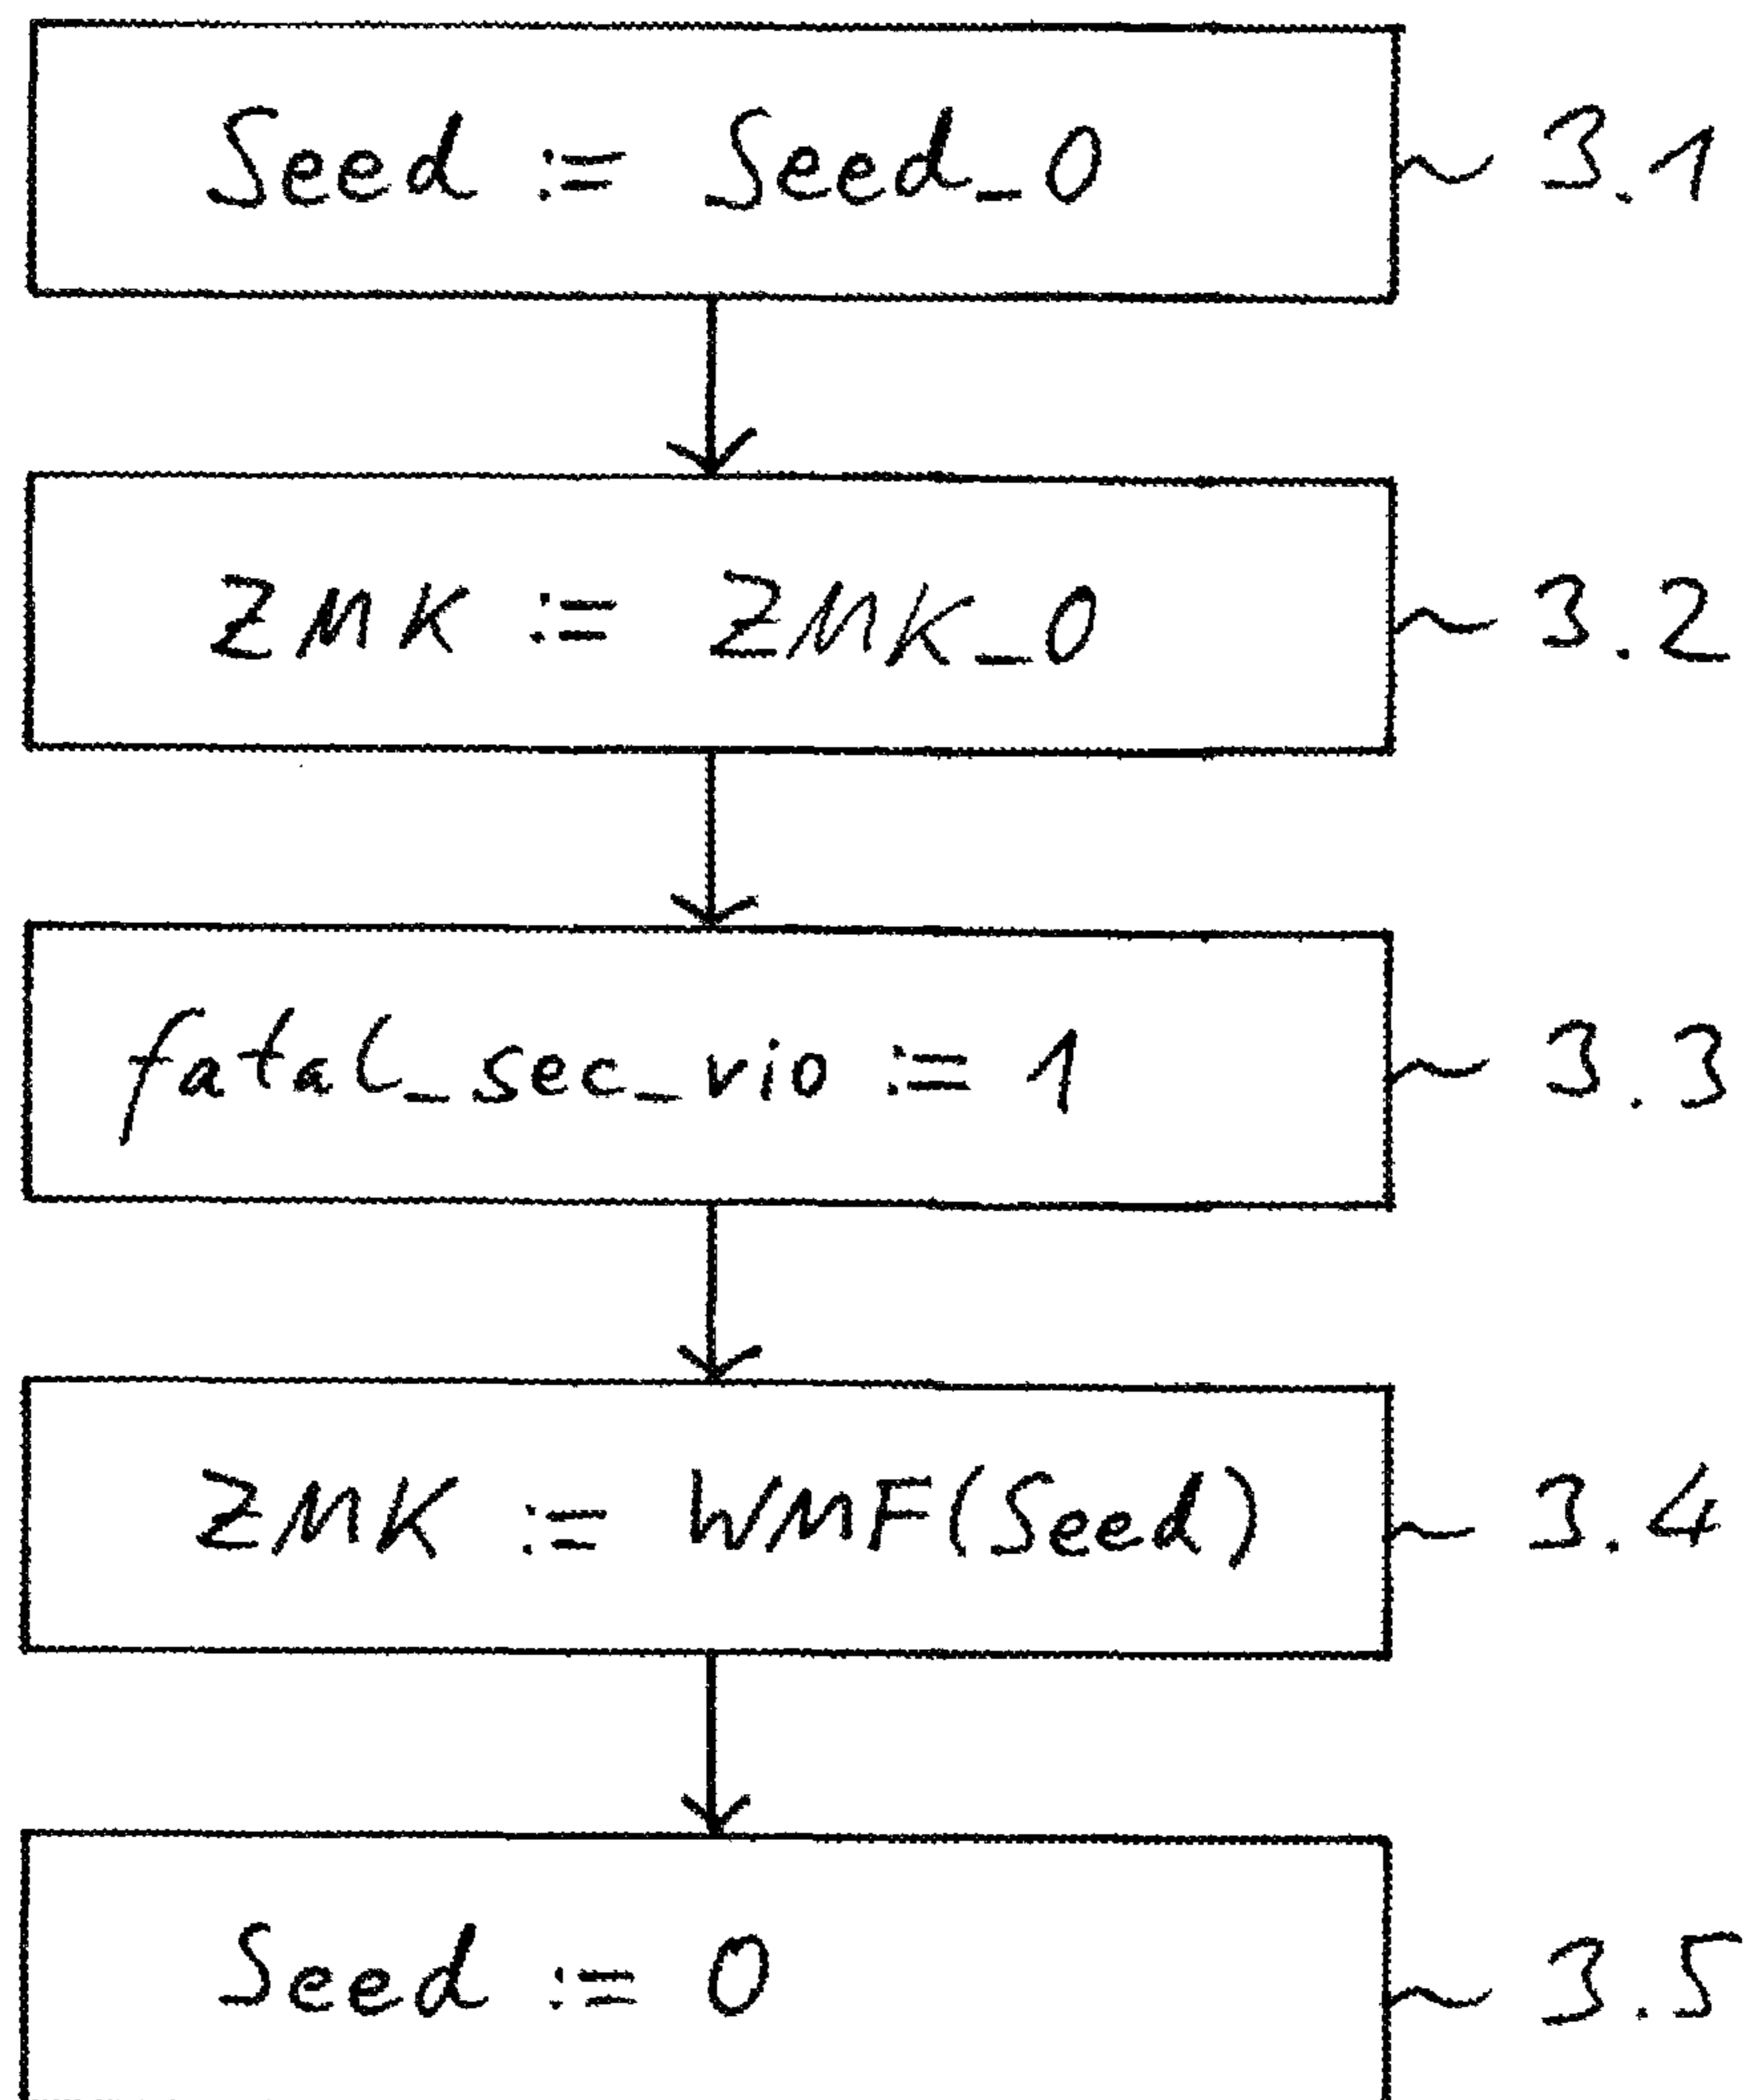 Seed := Seed_0 3.1
ZMK := ZMK_0 3.2
fatal_sec_vio := 1 3.3
ZMK := WMF(Seed) 3.4
Seed := 0 3.5